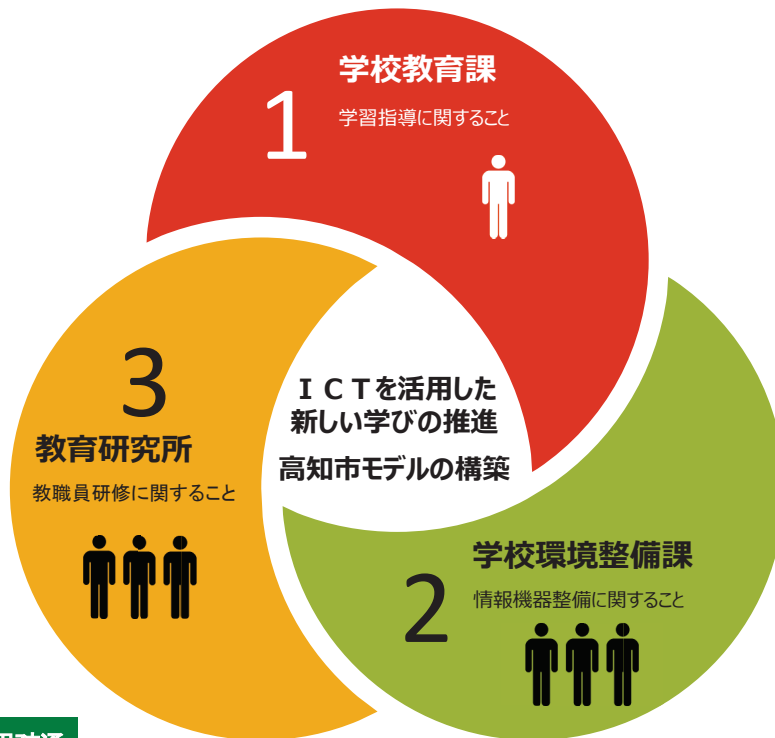 1
学校教育課
学習指導に関すること
ＩＣＴを活用した
新しい学びの推進
高知市モデルの構築
2
学校環境整備課
情報機器整備に関すること
3
教育研究所
教職員研修に関すること